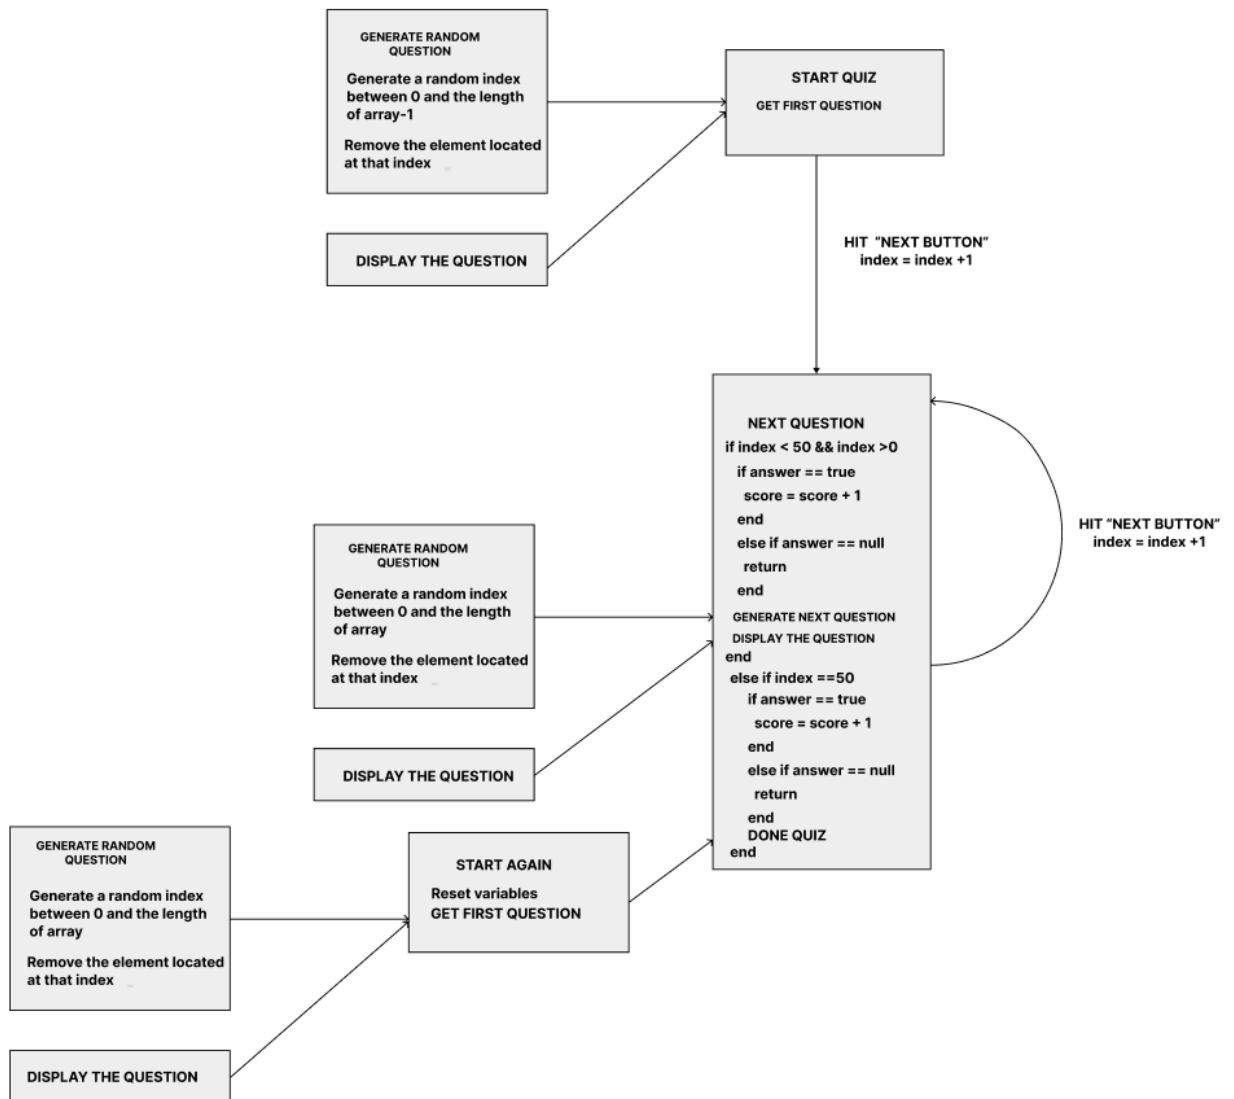 GENERATE RANDOM
QUESTION
Generate a random index
between 0 and the length
of array-1
Remove the element located
at that index
DISPLAY THE QUESTION
START QUIZ
GET FIRST QUESTION
HIT "NEXT BUTTON"
index = index +1
NEXT QUESTION
if index < 50 && index >0
if answer == true
score = score + 1
end
else if answer == null
return
end
GENERATE NEXT QUESTION
DISPLAY THE QUESTION
end
else if index ==50
if answer == true
score = score + 1
end
else if answer == null
return
end
DONE QUIZ
end
HIT "NEXT BUTTON"
index = index +1
GENERATE RANDOM
QUESTION
Generate a random index
between 0 and the length
of array
Remove the element located
at that index
DISPLAY THE QUESTION
GENERATE RANDOM
QUESTION
Generate a random index
between 0 and the length
of array
Remove the element located
at that index
DISPLAY THE QUESTION
START AGAIN
Reset variables
GET FIRST QUESTION